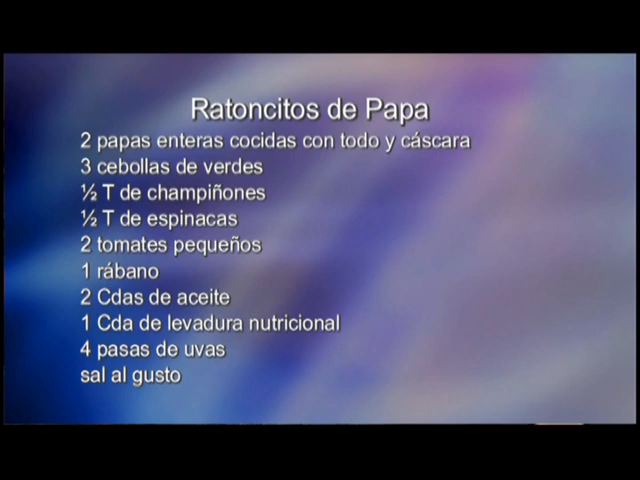 Ratoncitos de Papa
2 papas enteras cocidas con todo y cáscara
3 cebollas de verdes
½ T de champiñones
½ T de espinacas
2 tomates pequeños
1 rábano
2 Cdas de aceite
1 Cda de levadura nutricional
4 pasas de uvas
sal al gusto